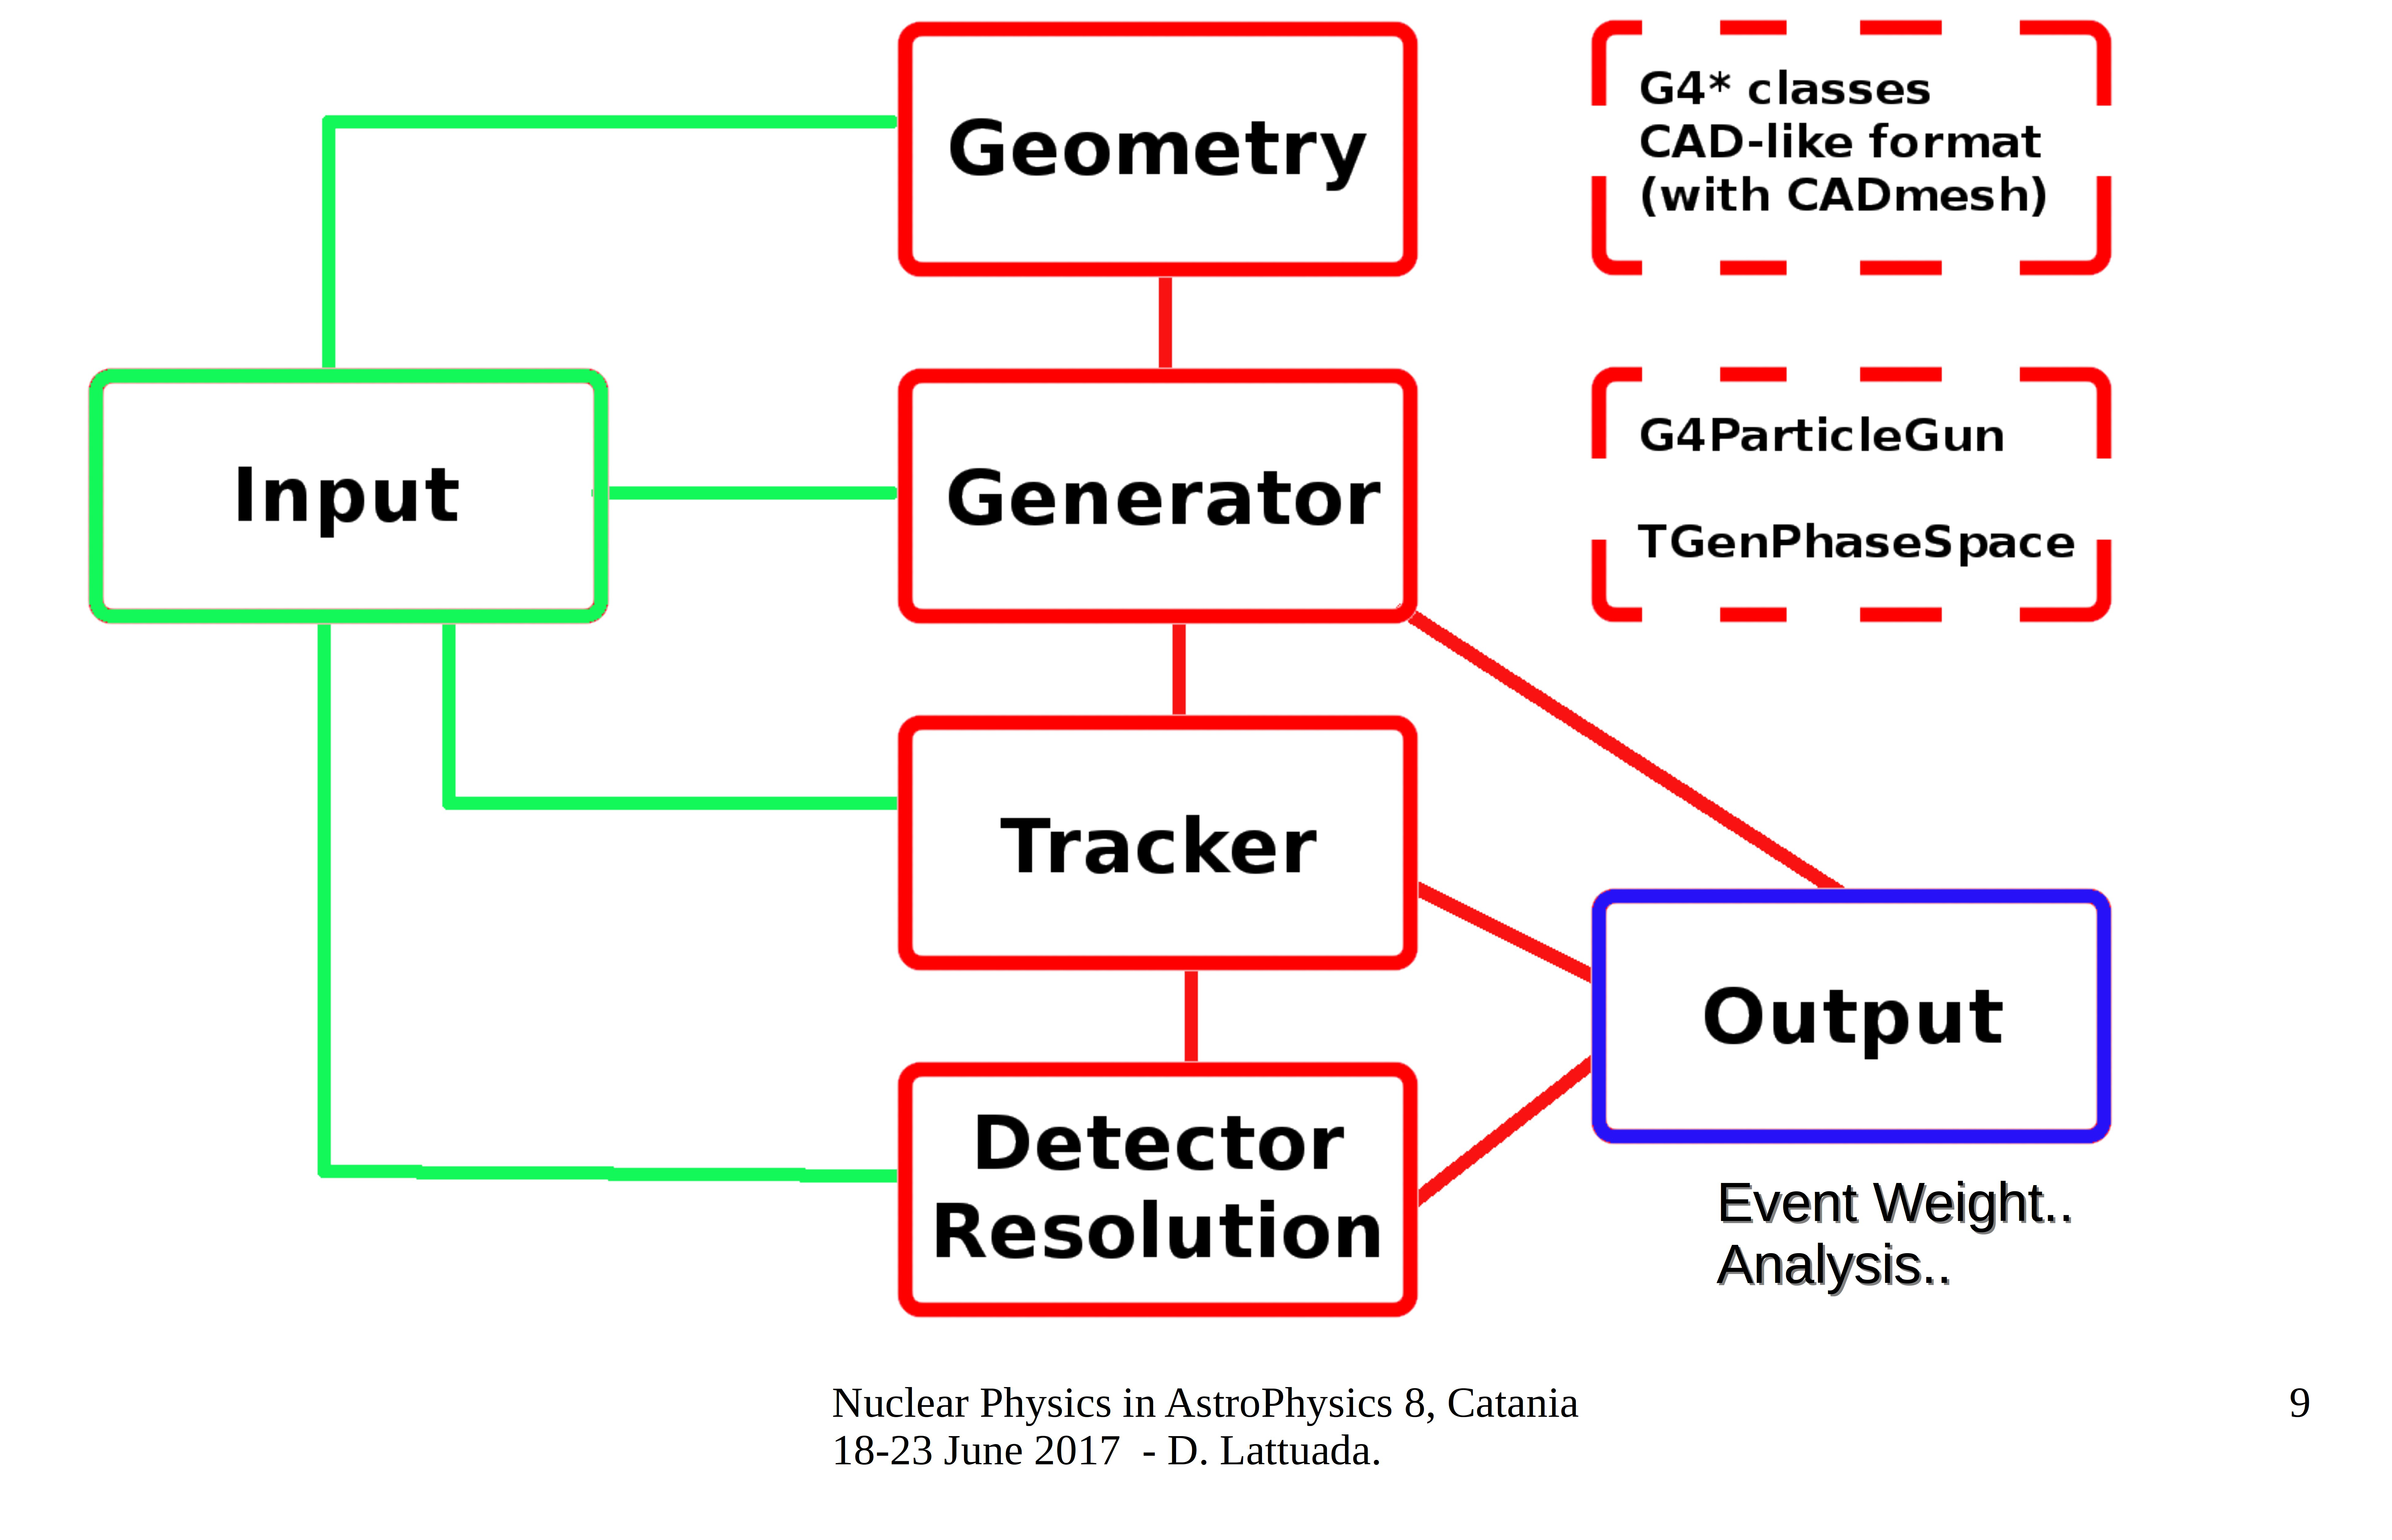 Geometry
G4* classes
CAD-like format
(with CADmesh)
Input
Generator
G4ParticleGun
TGenPhaseSpace
Tracker
Output
Detector
Resolution
Event Weight..
Analysis..
Nuclear Physics in AstroPhysics 8, Catania
18-23 June 2017  - D. Lattuada.
9